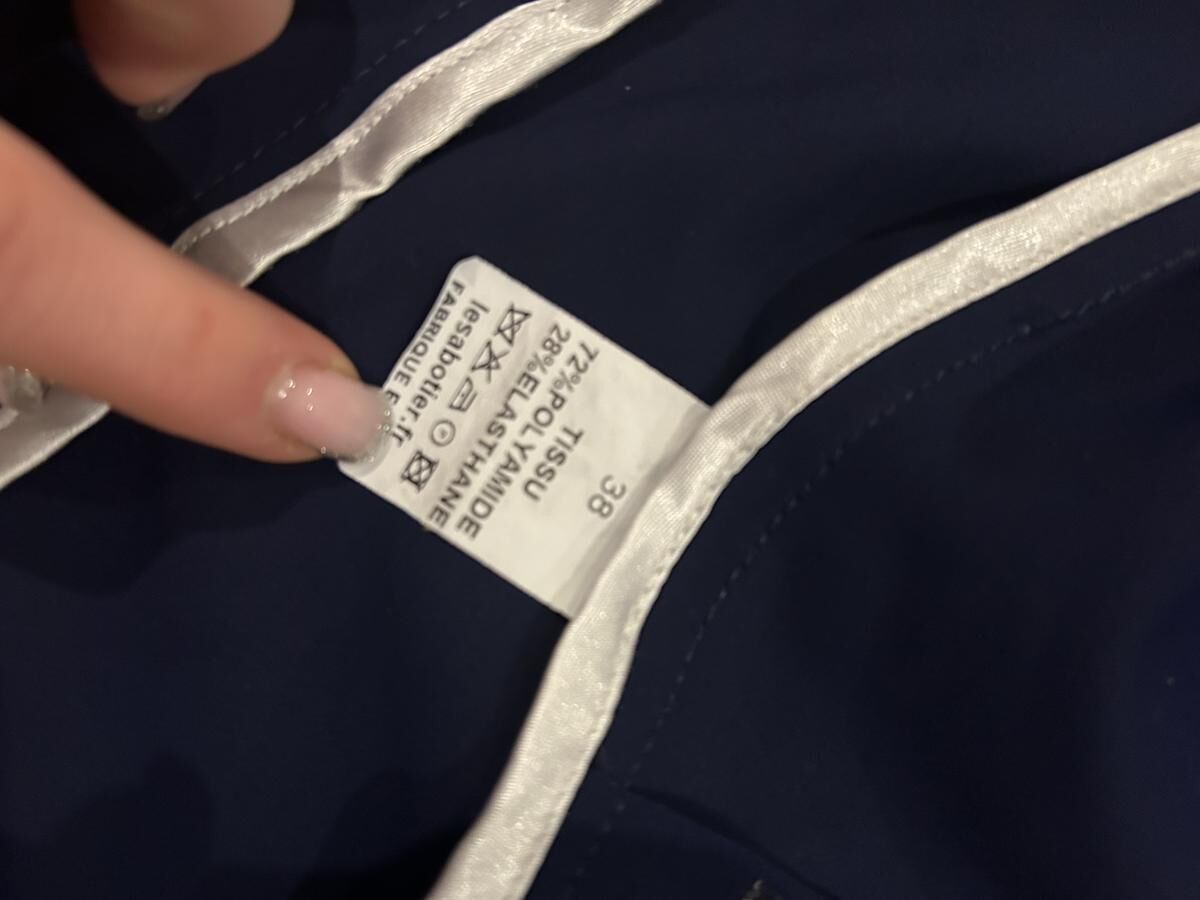 38
TISSU
72%POLYAMIDE
28%ELASTHANE
lesabotier.fr
FABRIQUE